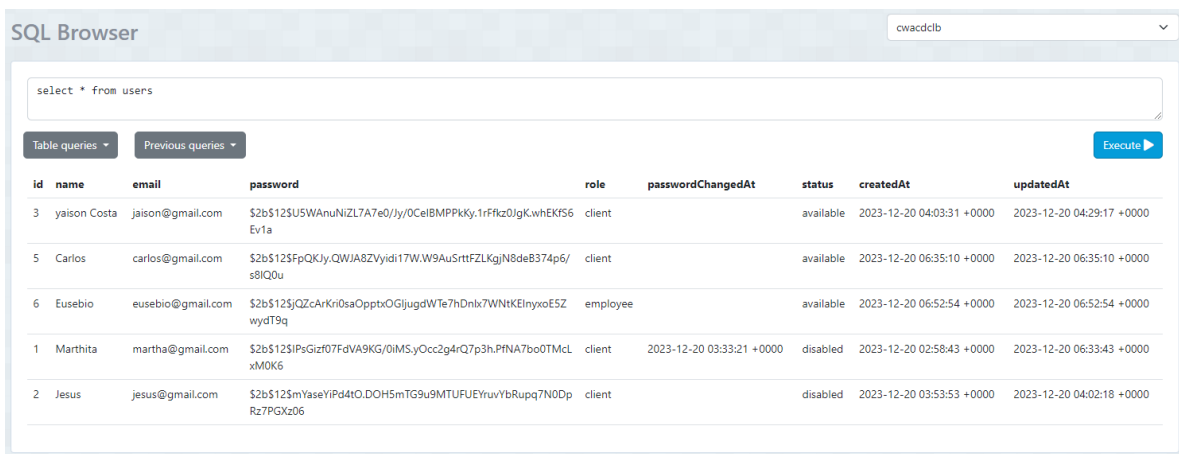 SQL Browser
cwacdclb
select * from users
Table queries
Previous queries
Execute
id name email password role passwordChangedAt status createdAt updatedAt
3 yaison Costa jaison@gmail.com $2b$12$U5WAnuNiZL7A7e0/Jy/0CeIBMPPkKy.1rFfkz0JgK.whEKfS6 client available 2023-12-20 04:03:31 +0000 2023-12-20 04:29:17 +0000
Ev1a
5 Carlos carlos@gmail.com $2b$12$FpQKJy.QWJA8ZVyidi17W.W9AuSrttFZLKgjN8deB374p6/ client available 2023-12-20 06:35:10 +0000 2023-12-20 06:35:10 +0000
s8IQ0u
6 Eusebio eusebio@gmail.com $2b$12$jQZcArKri0saOpptxOGIjugdWTe7hDnIx7WNtKEInyxoE5Z employee available 2023-12-20 06:52:54 +0000 2023-12-20 06:52:54 +0000
wydT9q
1 Marthita martha@gmail.com $2b$12$IPsGizf07FdVA9KG/0iMS.yOcc2g4rQ7p3h.PfNA7bo0TMcL client 2023-12-20 03:33:21 +0000 disabled 2023-12-20 02:58:43 +0000 2023-12-20 06:33:43 +0000
xM0K6
2 Jesus jesus@gmail.com $2b$12$mYaseYiPd4tO.DOH5mTG9u9MTUFUEYruvYbRupq7N0Dp client disabled 2023-12-20 03:53:53 +0000 2023-12-20 04:02:18 +0000
Rz7PGXz06